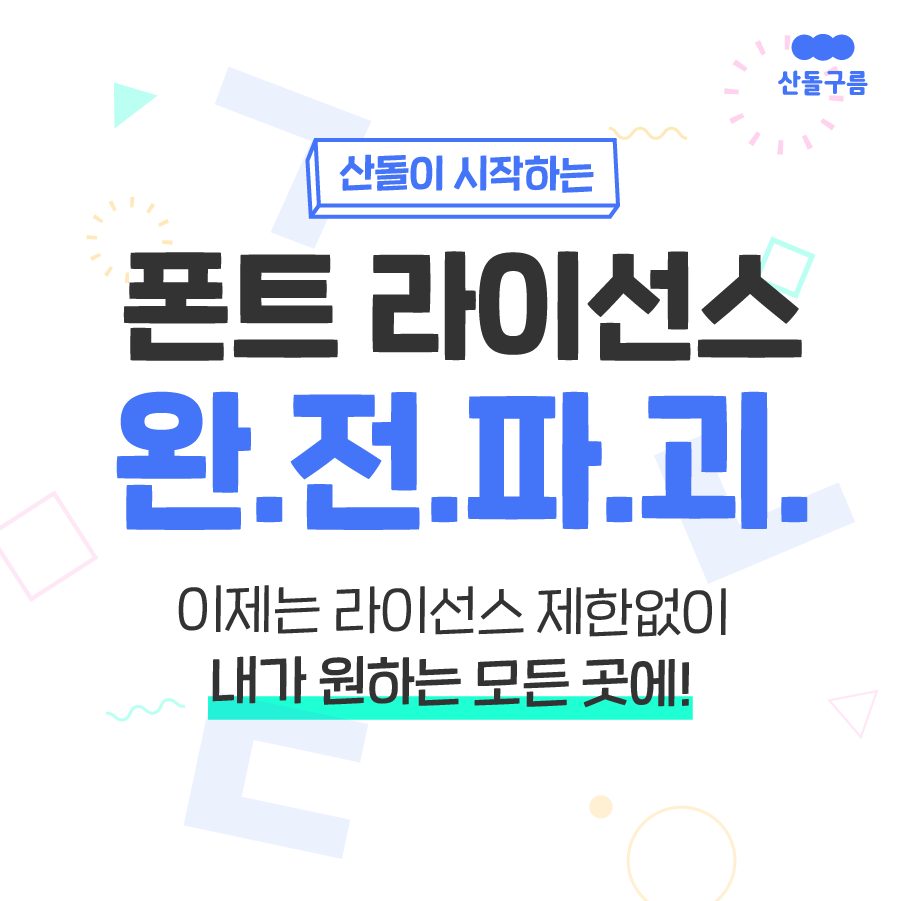 산돌구름
산돌이 시작하는
폰트 라이선스
완.전.파.괴.
이제는 라이선스 제한없이
내가 원하는 모든 곳에!